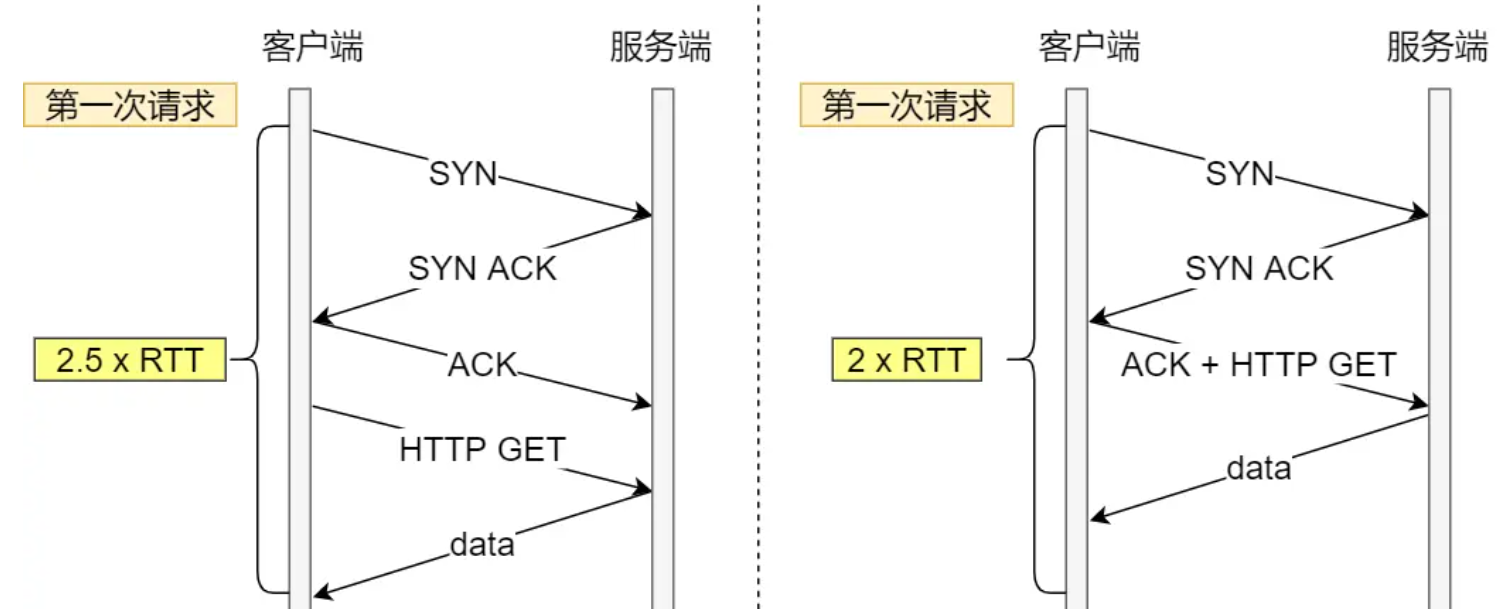 客户端
服务端
第一次请求
SYN
SYN ACK
2.5 x RTT
ACK
HTTP GET
data
客户端
服务端
第一次请求
SYN
SYN ACK
2 x RTT
ACK + HTTP GET
data